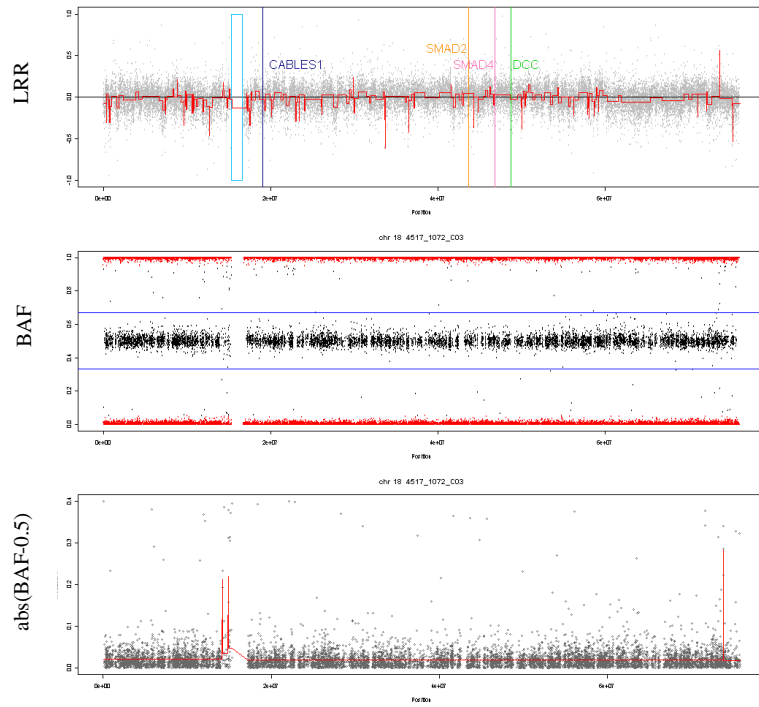 LRR
1.0
0.5
0.0
-0.5
-1.0
CABLES1
SMAD2
SMAD4
DCC
0e+00 2e+07 4e+07 6e+07
Position
chr 18 4517_1072_C03
BAF
1.0
0.8
0.6
0.4
0.2
0.0
0e+00 2e+07 4e+07 6e+07
Position
chr 18 4517_1072_C03
abs(BAF-0.5)
0.4
0.3
0.2
0.1
0.0
0e+00 2e+07 4e+07 6e+07
Position